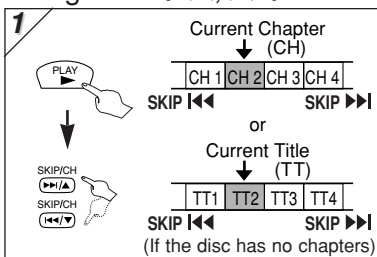 1
Current Chapter
(CH)
PLAY
CH 1 CH 2 CH 3 CH 4
SKIP SKIP
or
Current Title
(TT)
SKIP/CH
SKIP/CH
TT1 TT2 TT3 TT4
SKIP SKIP
(If the disc has no chapters)